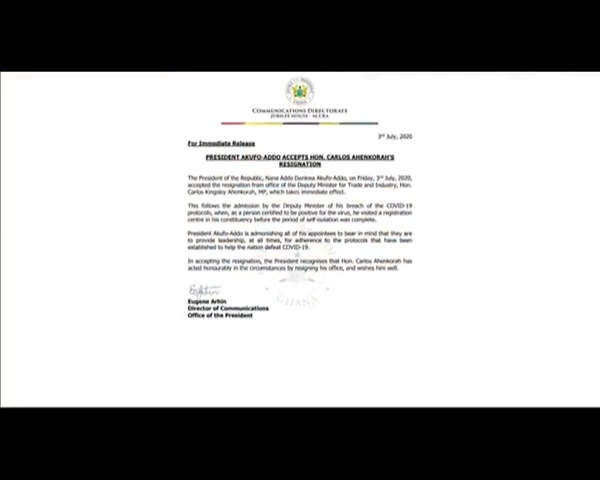 COMMUNICATIONS DIRECTORATE
JUBILEE HOUSE - ACCRA
3rd July, 2020
For Immediate Release
PRESIDENT AKUFO-ADDO ACCEPTS HON. CARLOS AHENKORAH'S
RESIGNATION
The President of the Republic, Nana Addo Dankwa Akufo-Addo, on Friday, 3rd July, 2020,
accepted the resignation from office of the Deputy Minister for Trade and Industry, Hon.
Carlos Kingsley Ahenkorah, MP, which takes immediate effect.
This follows the admission by the Deputy Minister of his breach of the COVID-19
protocols, when, as a person certified to be positive for the virus, he visited a registration
centre in his constituency before the period of self-isolation was complete.
President Akufo-Addo is admonishing all of his appointees to bear in mind that they are
to provide leadership, at all times, for adherence to the protocols that have been
established to help the nation defeat COVID-19.
In accepting the resignation, the President recognises that Hon. Carlos Ahenkorah has
acted honourably in the circumstances by resigning his office, and wishes him well.
Eugene Arhin
Director of Communications
Office of the President
GHANA